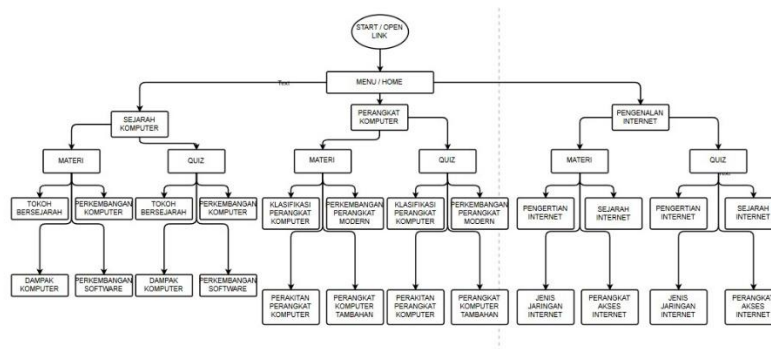 START / OPEN
LINK
Text
MENU / HOME
SEJARAH
KOMPUTER
PERANGKAT
KOMPUTER
PENGENALAN
INTERNET
MATERI
QUIZ
MATERI
QUIZ
MATERI
QUIZ
TOKOH
BERSEJARAH
PERKEMBANGAN
KOMPUTER
TOKOH
BERSEJARAH
PERKEMBANGAN
KOMPUTER
KLASIFIKASI
PERANGKAT
KOMPUTER
PERKEMBANGAN
PERANGKAT
MODERN
KLASIFIKASI
PERANGKAT
KOMPUTER
PERKEMBANGAN
PERANGKAT
MODERN
PENGERTIAN
INTERNET
SEJARAH
INTERNET
PENGERTIAN
INTERNET
SEJARAH
INTERNET
DAMPAK
KOMPUTER
PERKEMBANGAN
SOFTWARE
DAMPAK
KOMPUTER
PERKEMBANGAN
SOFTWARE
PERAKITAN
PERANGKAT
KOMPUTER
PERANGKAT
KOMPUTER
TAMBAHAN
PERAKITAN
PERANGKAT
KOMPUTER
PERANGKAT
KOMPUTER
TAMBAHAN
JENIS
JARINGAN
INTERNET
PERANGKAT
AKSES
INTERNET
JENIS
JARINGAN
INTERNET
PERANGKAT
AKSES
INTERNET